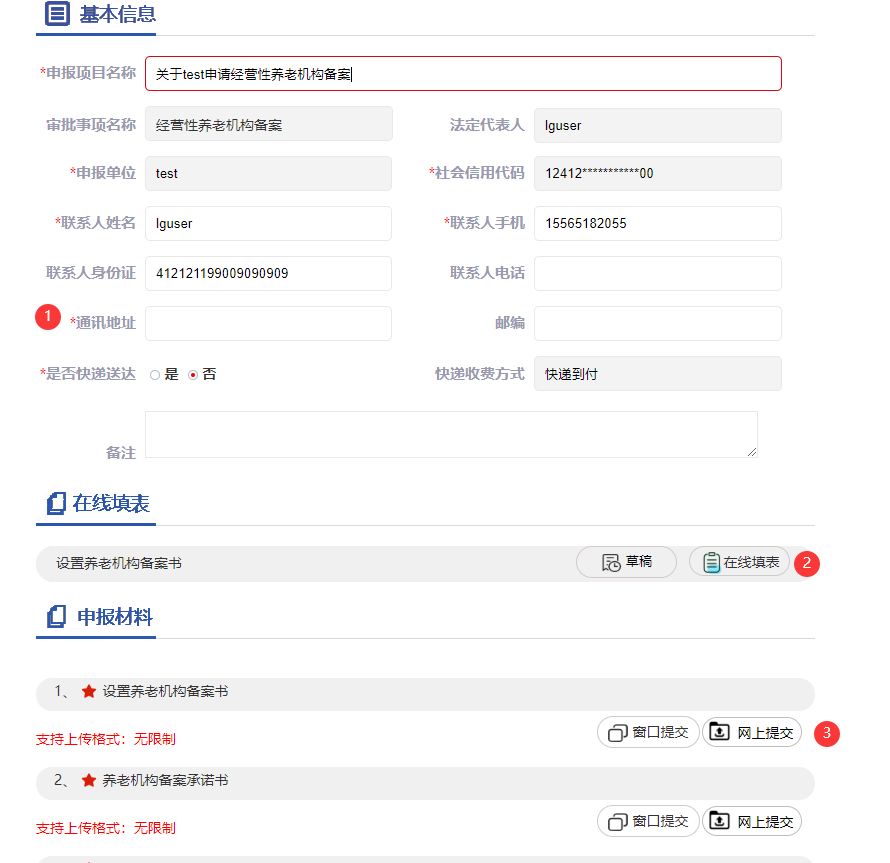 基本信息
*申报项目名称 关于test申请经营性养老机构备案
审批事项名称 经营性养老机构备案 法定代表人 lguser
*申报单位 test *社会信用代码 12412***********00
*联系人姓名 lguser *联系人手机 15565182055
联系人身份证 412121199009090909 联系人电话
1 *通讯地址 邮编
*是否快递送达 是 否 快递收费方式 快递到付
备注
在线填表
设置养老机构备案书 草稿 在线填表 2
申报材料
1、 设置养老机构备案书
支持上传格式：无限制 窗口提交 网上提交 3
2、 养老机构备案承诺书
支持上传格式：无限制 窗口提交 网上提交